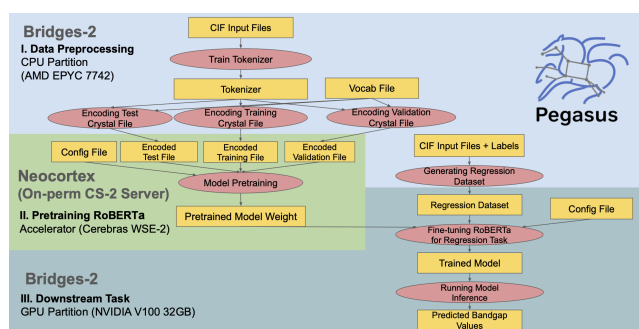 Bridges-2
I. Data Preprocessing
CPU Partition
(AMD EPYC 7742)
CIF Input Files
Train Tokenizer
Tokenizer
Vocab File
Encoding Test
Crystal File
Encoding Training
Crystal File
Encoding Validation
Crystal File
Pegasus
Config File
Encoded
Test File
Encoded
Training File
Encoded
Validation File
Neocortex
(On-perm CS-2 Server)
Model Pretraining
II. Pretraining RoBERTa
Accelerator (Cerebras WSE-2)
Pretrained Model Weight
CIF Input Files + Labels
Generating Regression
Dataset
Regression Dataset
Config File
Fine-tuning RoBERTa
for Regression Task
Trained Model
Running Model
Inference
Predicted Bandgap
Values
Bridges-2
III. Downstream Task
GPU Partition (NVIDIA V100 32GB)